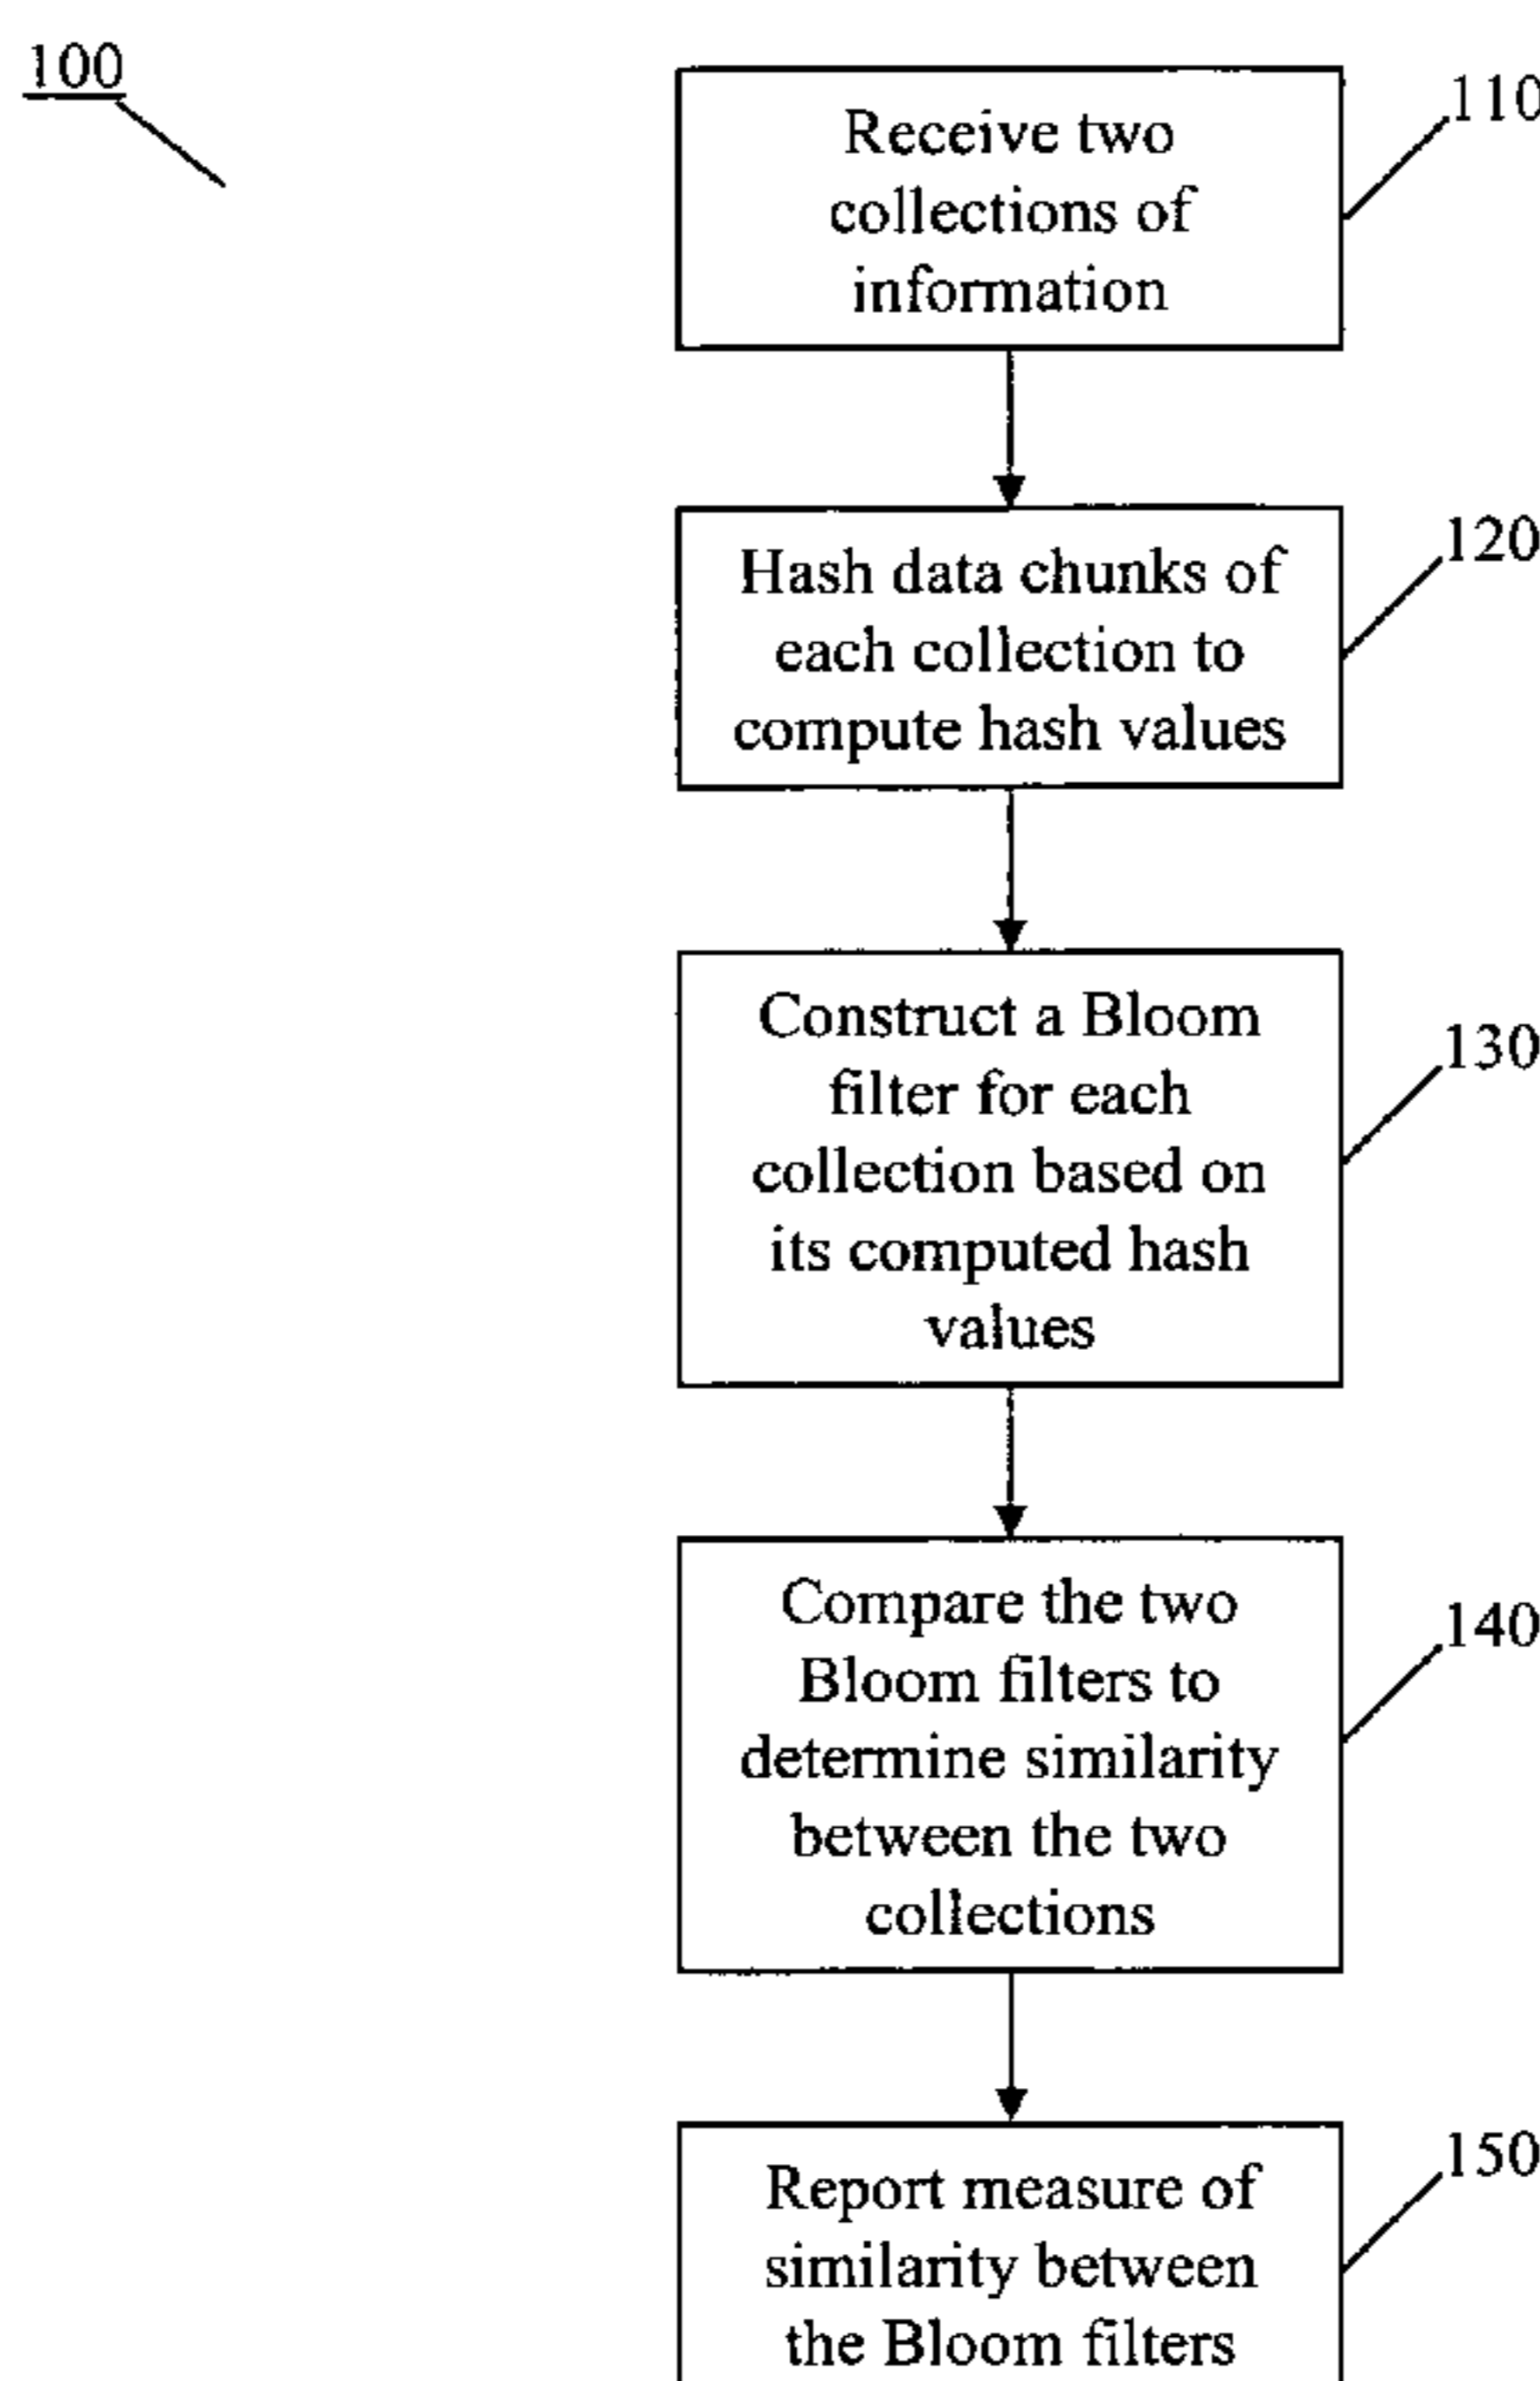 100
110
Receive two
collections of
information
120
Hash data chunks of
each collection to
compute hash values
130
Construct a Bloom
filter for each
collection based on
its computed hash
values
140
Compare the two
Bloom filters to
determine similarity
between the two
collections
150
Report measure of
similarity between
the Bloom filters